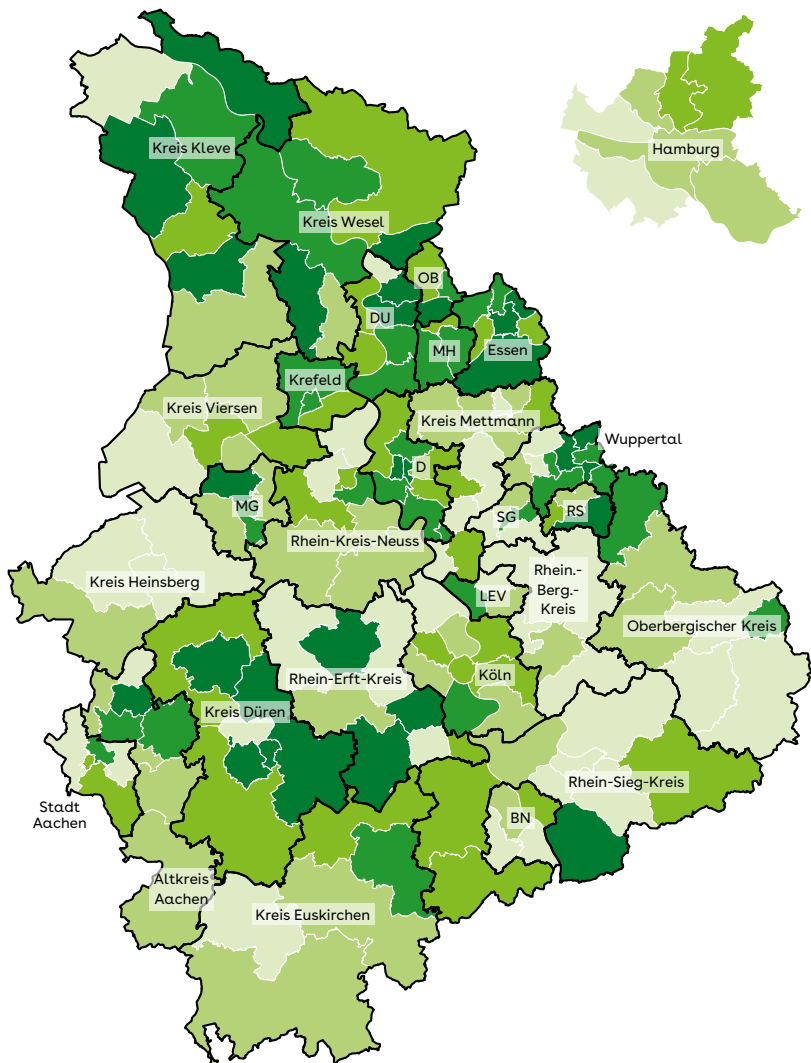 Hamburg
Kreis Kleve
Kreis Wesel
OB
DU
MH
Essen
Krefeld
Kreis Viersen
Kreis Mettmann
Wuppertal
D
MG
SG
RS
Rhein-Kreis-Neuss
Kreis Heinsberg
LEV
Rhein.-
Berg.-
Kreis
Oberbergischer Kreis
Rhein-Erft-Kreis
Köln
Kreis Düren
Rhein-Sieg-Kreis
Stadt
Aachen
BN
Altkreis
Aachen
Kreis Euskirchen